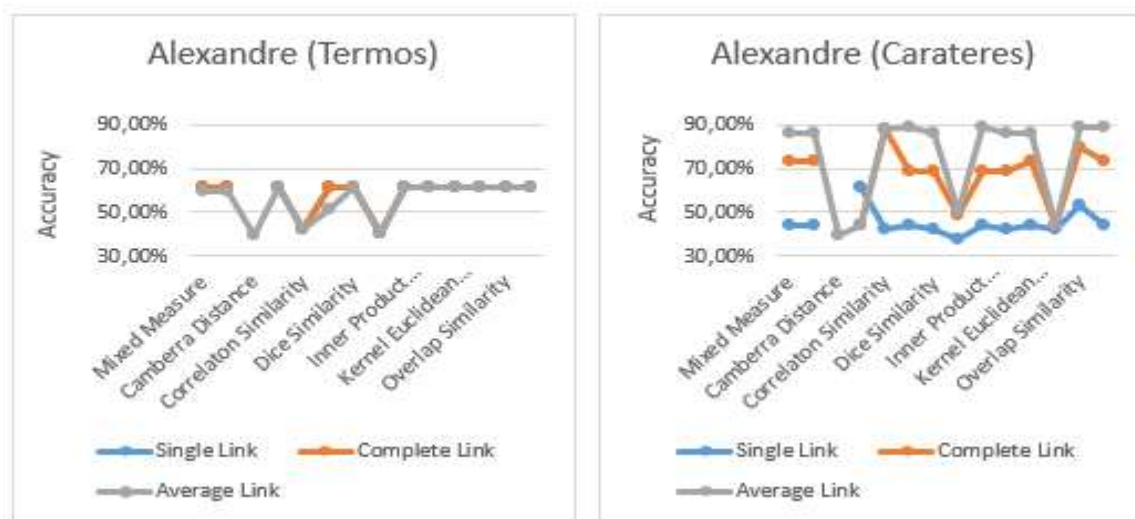 Alexandre (Termos)
90,00%
70,00%
50,00%
30,00%
Accuracy
Mixed Measure
Camberra Distance
Correlaton Similarity
Dice Similarity
Inner Product...
Kernel Euclidean...
Overlap Similarity
Single Link
Complete Link
Average Link
Alexandre (Carateres)
90,00%
70,00%
50,00%
30,00%
Accuracy
Mixed Measure
Camberra Distance
Correlaton Similarity
Dice Similarity
Inner Product...
Kernel Euclidean...
Overlap Similarity
Single Link
Complete Link
Average Link